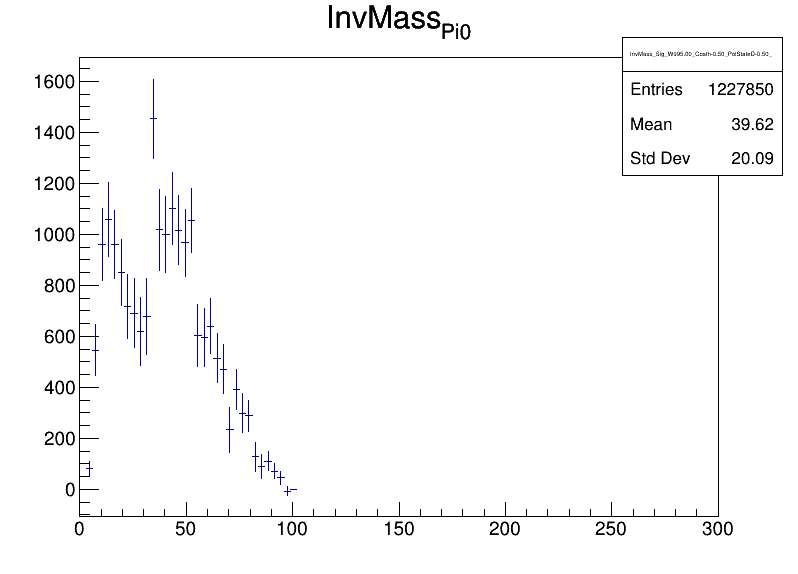 InvMass_Pi0
InvMass_Sig_W995.00_Costh-0.50_PolStateD-0.50_
Entries 1227850
Mean 39.62
Std Dev 20.09
1600
1400
1200
1000
800
600
400
200
0
0 50 100 150 200 250 300